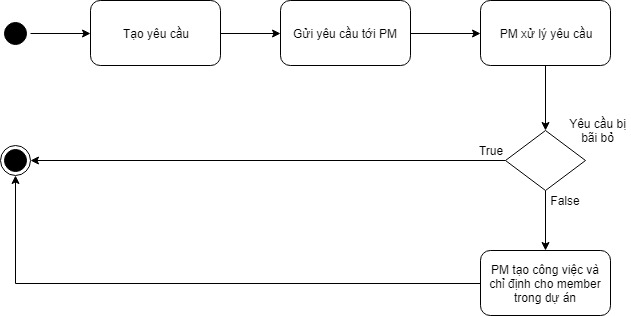 Tạo yêu cầu
Gửi yêu cầu tới PM
PM xử lý yêu cầu
Yêu cầu bị
bãi bỏ
True
False
PM tạo công việc và
chỉ định cho member
trong dự án